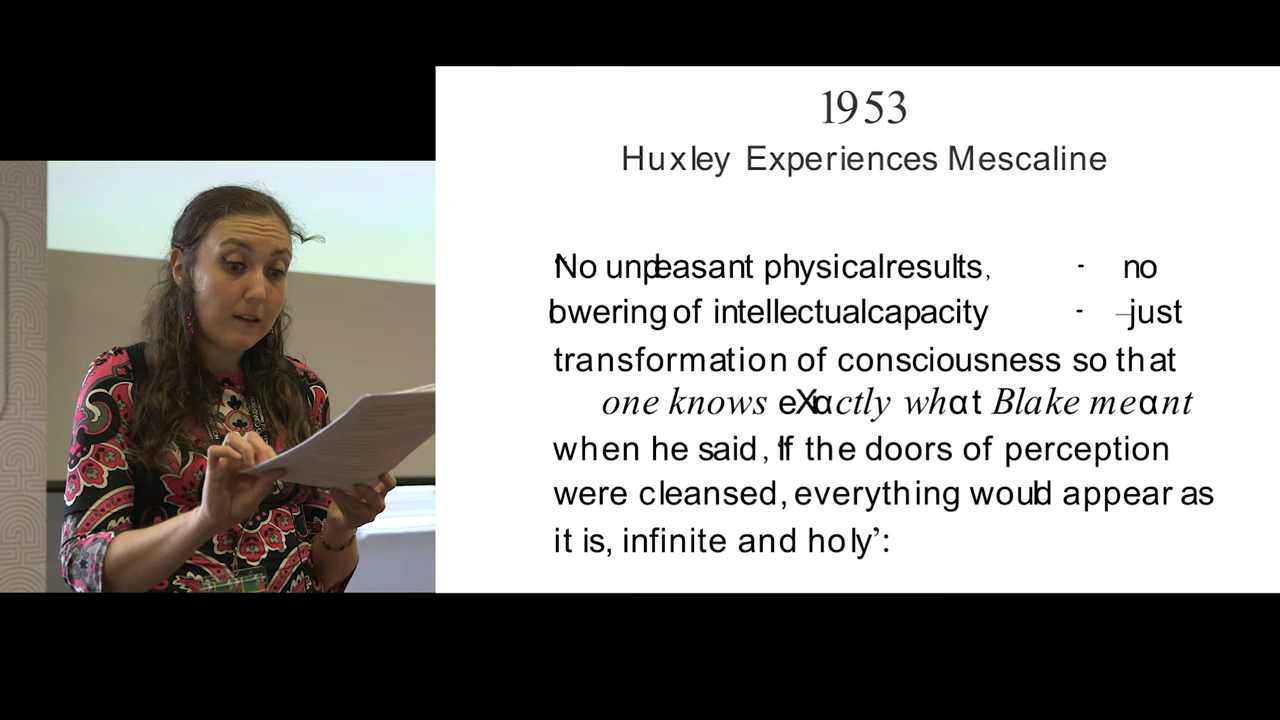 1953
Huxley Experiences Mescaline
No unpleasant physical results, - no
lowering of intellectual capacity - – just
transformation of consciousness so that
one knows eXactly what Blake meant
when he said, If the doors of perception
were cleansed, everything would appear as
it is, infinite and holy’: